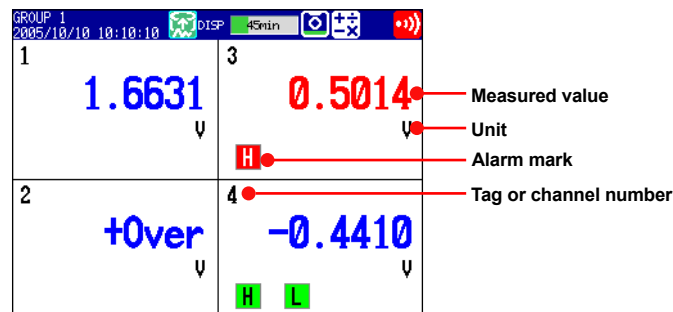 GROUP 1
2005/10/10 10:10:10 DISP 45min
1
1.6631
V
3
0.5014
V
H
2
+Over
V
4
-0.4410
V
H L
Measured value
Unit
Alarm mark
Tag or channel number